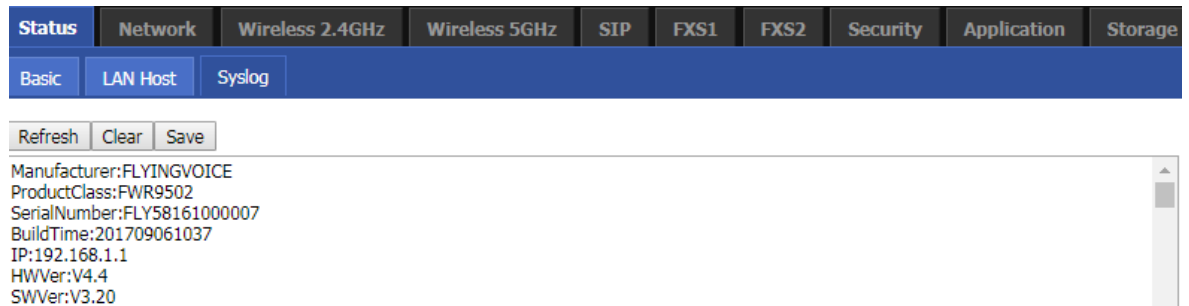 Status Network Wireless 2.4GHz Wireless 5GHz SIP FXS1 FXS2 Security Application Storage
Basic LAN Host Syslog
Refresh Clear Save
Manufacturer:FLYINGVOICE
ProductClass:FWR9502
SerialNumber:FLY58161000007
BuildTime:201709061037
IP:192.168.1.1
HWVer:V4.4
SWVer:V3.20